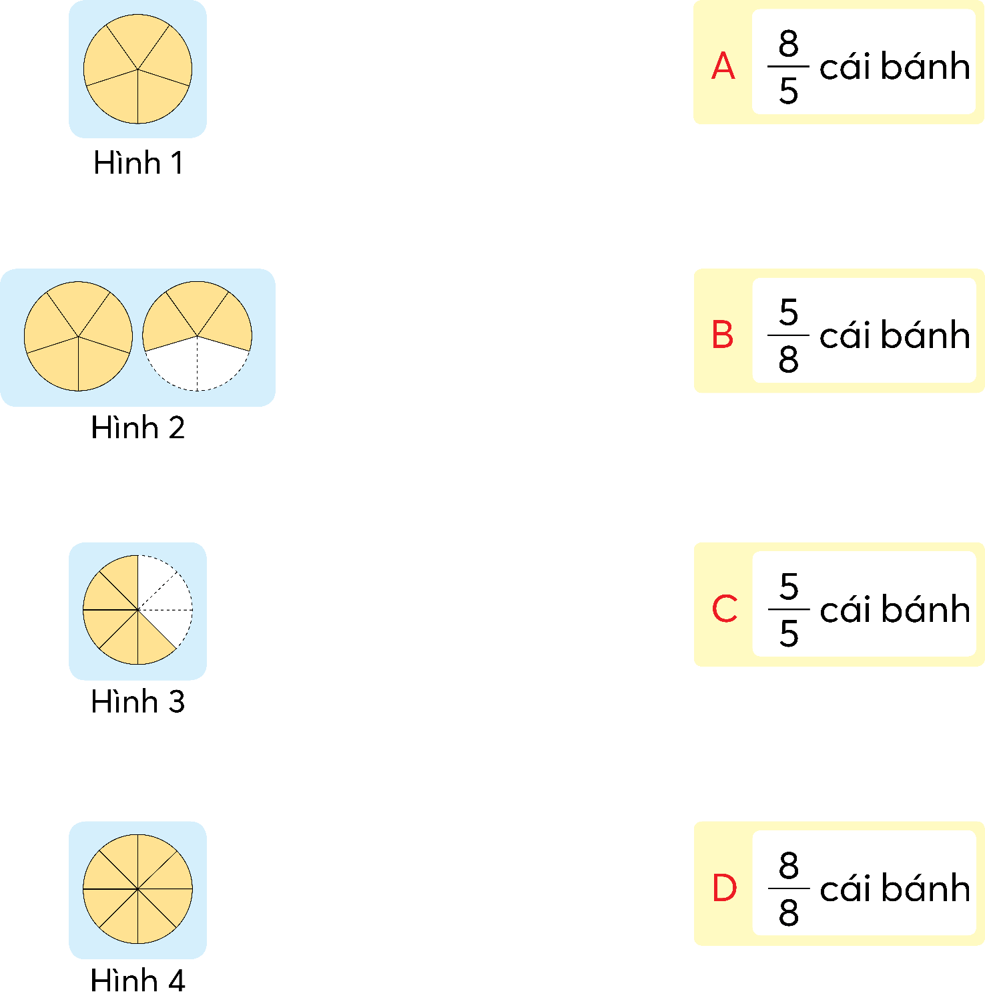 Hình 1
A 8/5 cái bánh
Hình 2
B 5/8 cái bánh
Hình 3
C 5/5 cái bánh
Hình 4
D 8/8 cái bánh